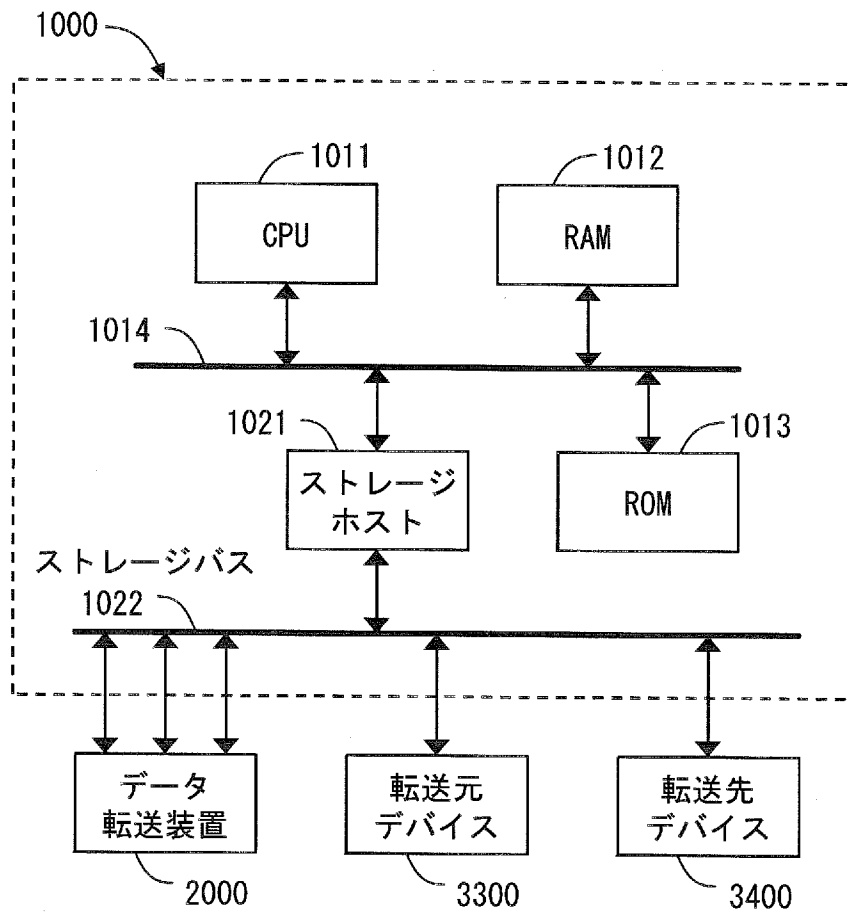 1000
1011
1012
CPU
RAM
1014
1021
1013
ストレージ
ホスト
ROM
ストレージバス
1022
データ
転送装置
転送元
デバイス
転送先
デバイス
2000
3300
3400